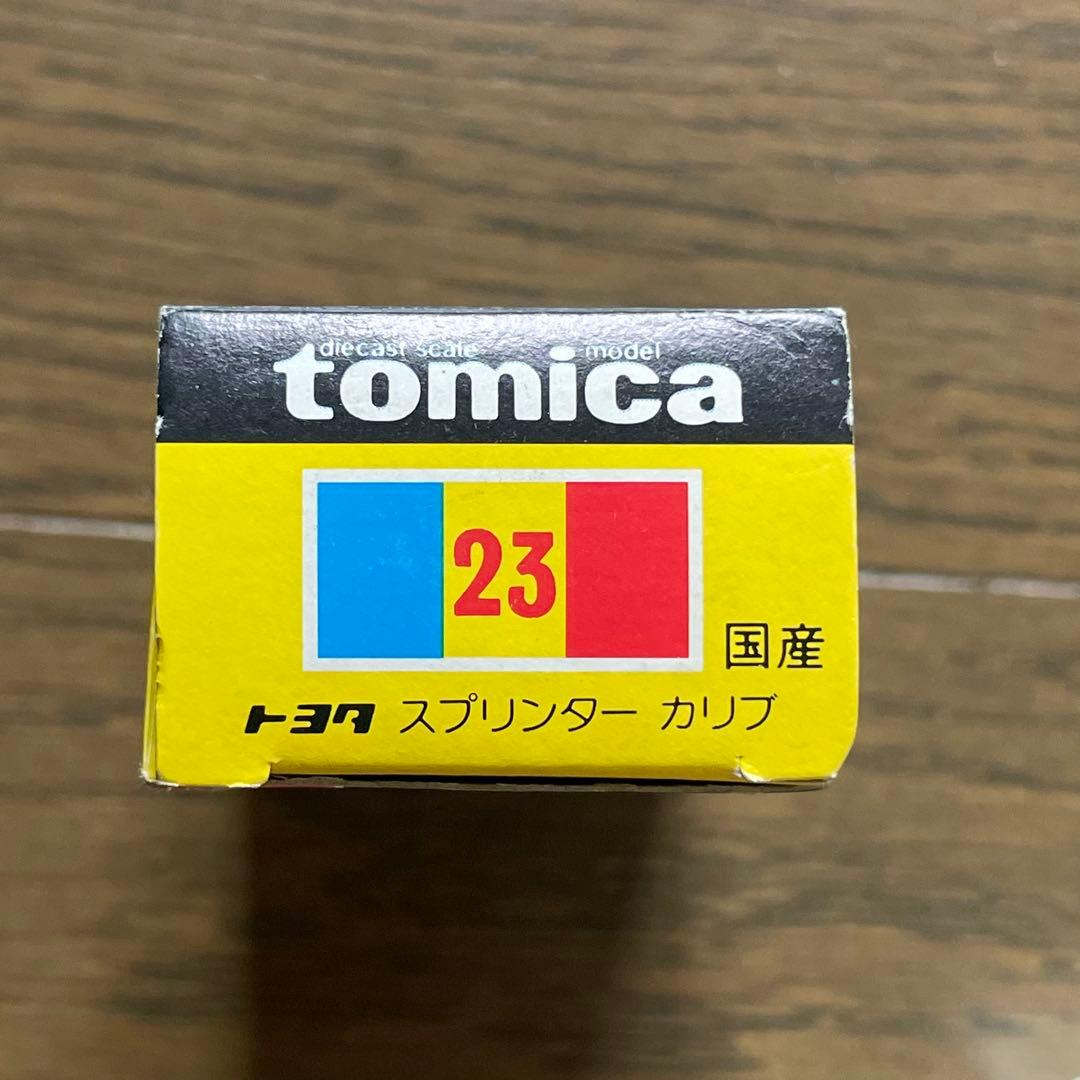 diecast scale model
tomica
23
国産
トヨタ スプリンター カリブ